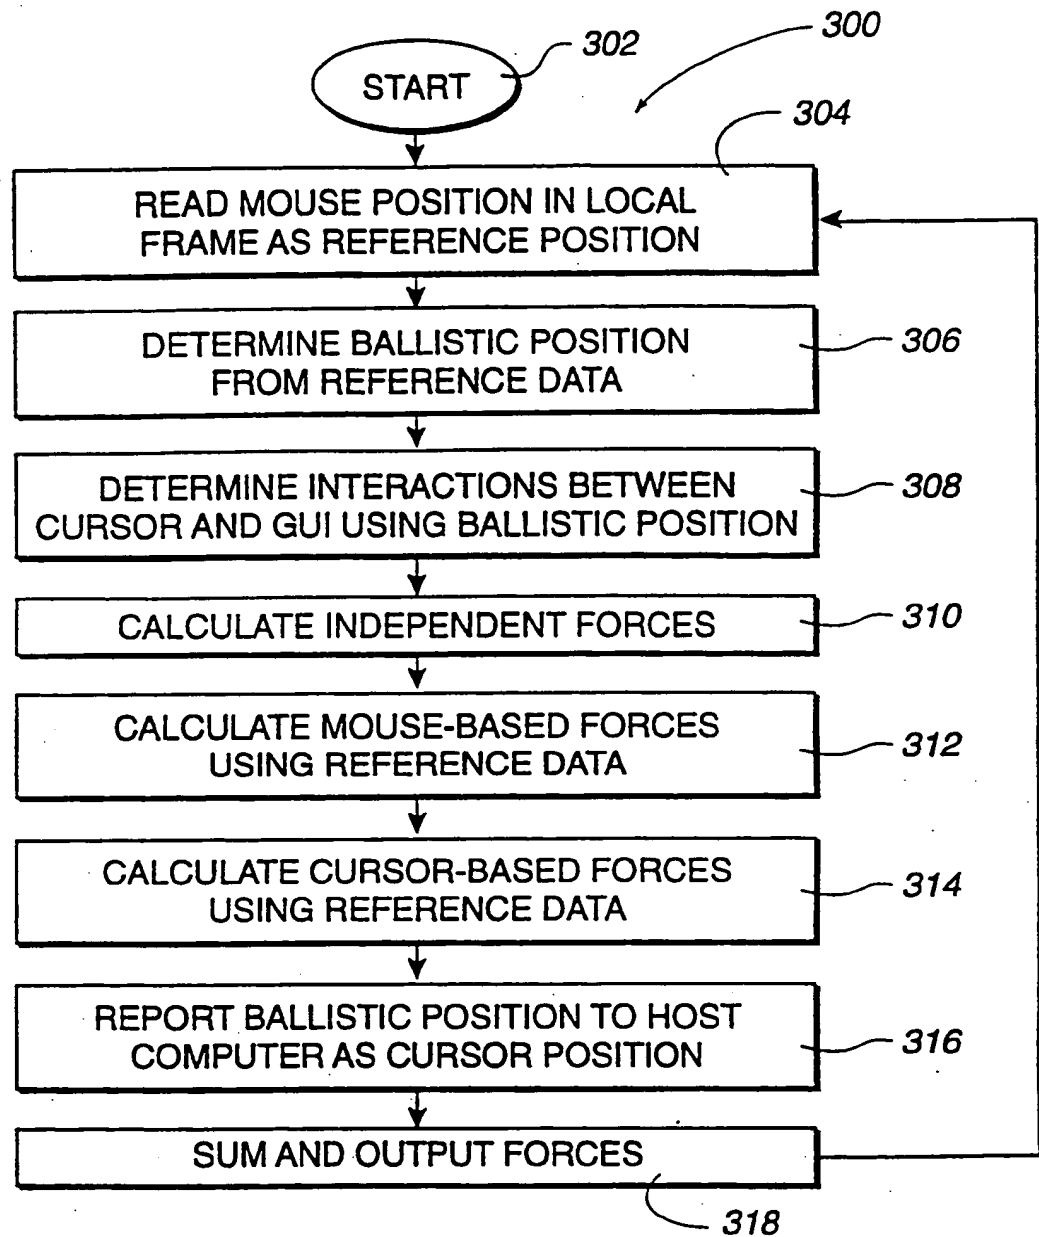 300
302
START
304
READ MOUSE POSITION IN LOCAL
FRAME AS REFERENCE POSITION
DETERMINE BALLISTIC POSITION
FROM REFERENCE DATA
306
DETERMINE INTERACTIONS BETWEEN
CURSOR AND GUI USING BALLISTIC POSITION
308
CALCULATE INDEPENDENT FORCES
310
CALCULATE MOUSE-BASED FORCES
USING REFERENCE DATA
312
CALCULATE CURSOR-BASED FORCES
USING REFERENCE DATA
314
REPORT BALLISTIC POSITION TO HOST
COMPUTER AS CURSOR POSITION
316
SUM AND OUTPUT FORCES
318